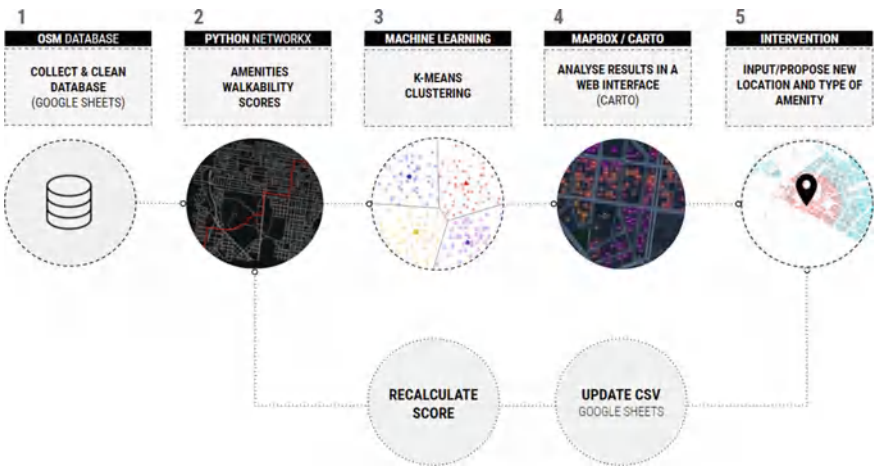 1
OSM DATABASE
COLLECT & CLEAN
DATABASE
(GOOGLE SHEETS)
2
PYTHON NETWORKX
AMENITIES
WALKABILITY
SCORES
3
MACHINE LEARNING
K-MEANS
CLUSTERING
4
MAPBOX / CARTO
ANALYSE RESULTS IN A
WEB INTERFACE
(CARTO)
5
INTERVENTION
INPUT/PROPOSE NEW
LOCATION AND TYPE OF
AMENITY
RECALCULATE
SCORE
UPDATE CSV
GOOGLE SHEETS